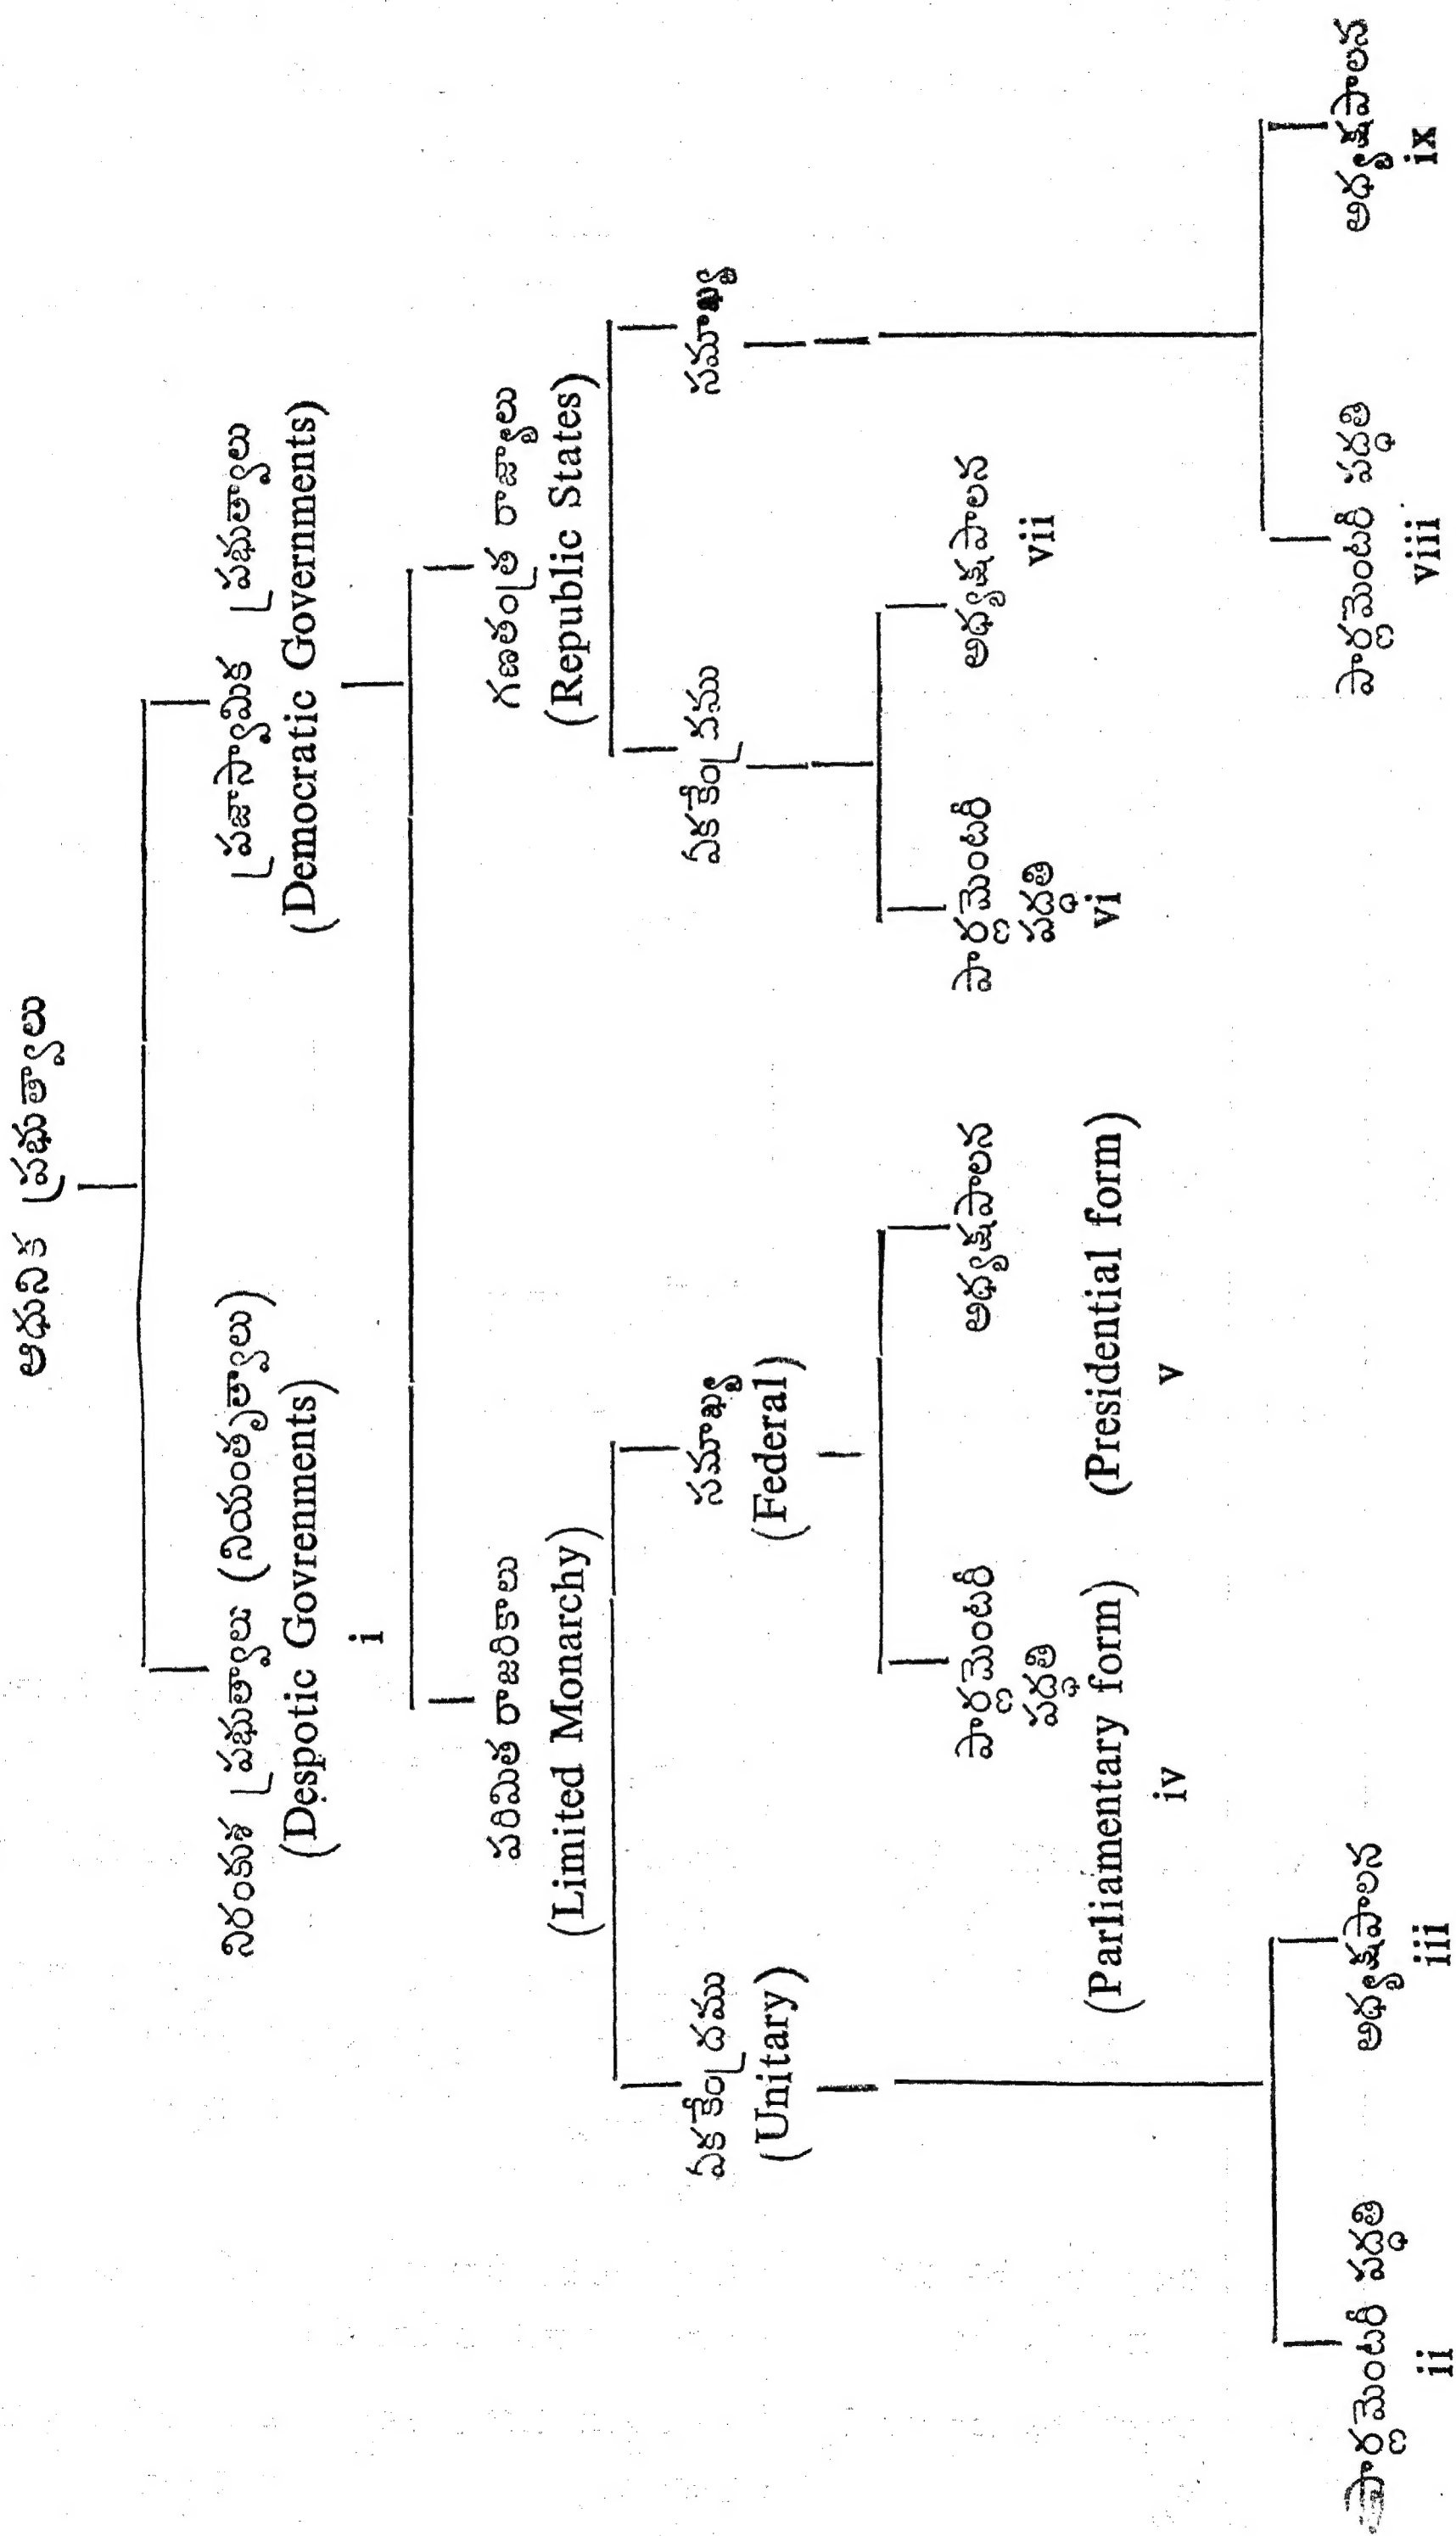 ఆధునిక ప్రభుత్వాలు
నిరంకుశ ప్రభుత్వాలు (నియంతృత్వాలు)
(Despotic Govrenments)
i
ప్రజాస్వామిక ప్రభుత్వాలు
(Democratic Governments)
పరిమిత రాజరికాలు
(Limited Monarchy)
గణతంత్ర రాజ్యాలు
(Republic States)
ఏకకేంద్రము
(Unitary)
సమాఖ్య
(Federal)
ఏకకేంద్రము
సమాఖ్య
పార్లమెంటరీ
పద్ధతి
(Parliamentary form)
iv
అధ్యక్షపాలన
(Presidential form)
v
పార్లమెంటరీ
పద్ధతి
vi
అధ్యక్షపాలన
vii
పార్లమెంటరీ పద్ధతి
ii
అధ్యక్షపాలన
iii
పార్లమెంటరీ పద్ధతి
viii
అధ్యక్షపాలన
ix